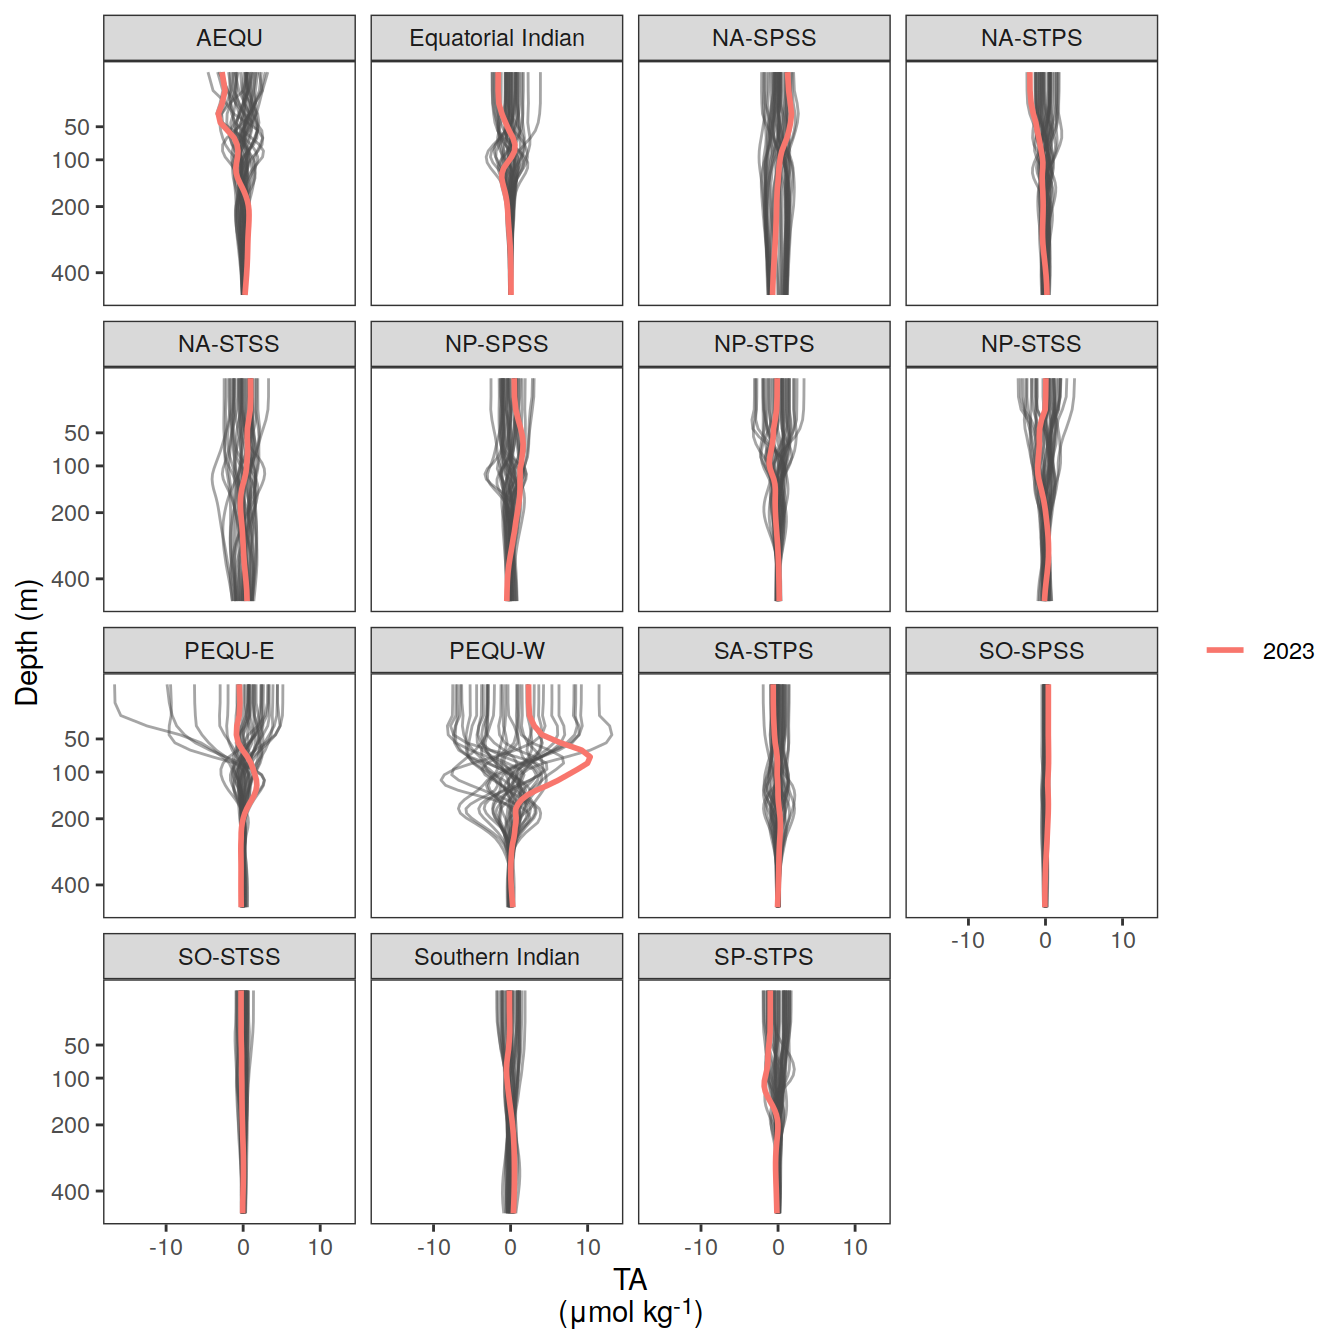 AEQU
Equatorial Indian
NA-SPSS
NA-STPS
50
100
200
400
NA-STSS
NP-SPSS
NP-STPS
NP-STSS
50
100
200
400
PEQU-E
PEQU-W
SA-STPS
SO-SPSS
50
100
200
400
-10 0 10
SO-STSS
Southern Indian
SP-STPS
50
100
200
400
-10 0 10
-10 0 10
-10 0 10
Depth (m)
TA
(µmol kg⁻¹)
2023